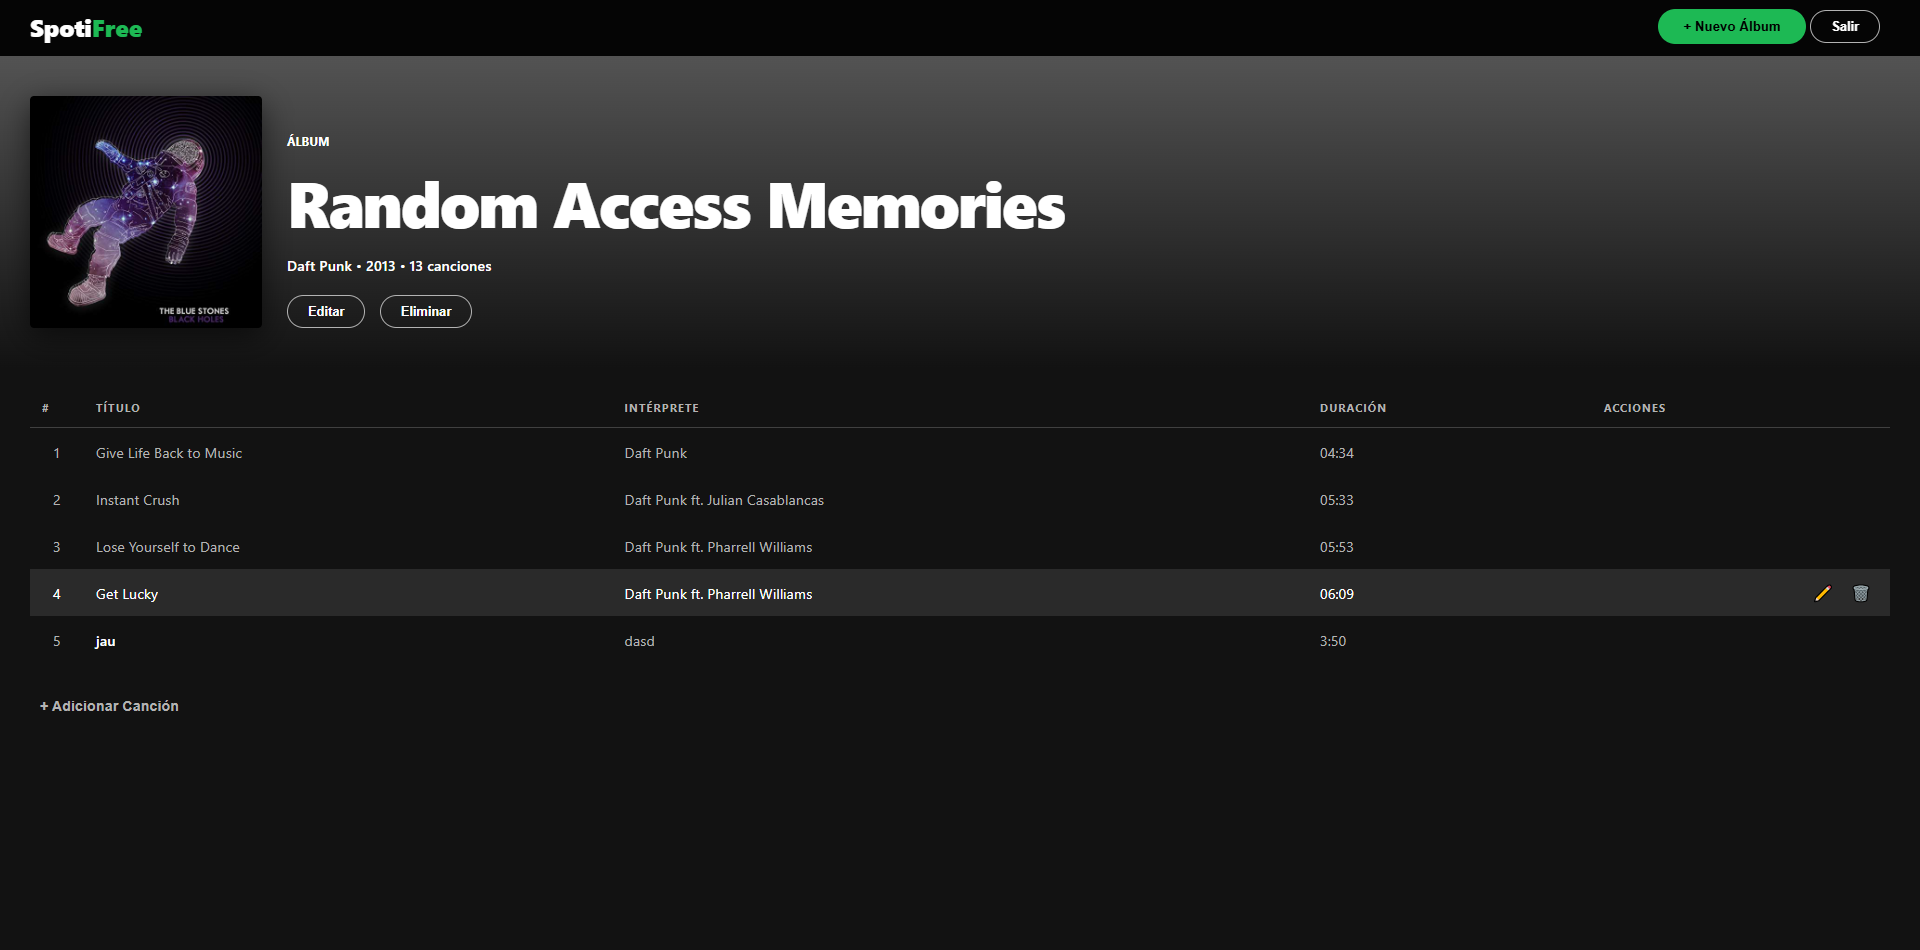 SpotiFree
+ Nuevo Álbum
Salir
THE BLUE STONES
BLACK HOLES
ÁLBUM
Random Access Memories
Daft Punk • 2013 • 13 canciones
Editar
Eliminar
# TÍTULO INTÉRPRETE DURACIÓN ACCIONES
1 Give Life Back to Music Daft Punk 04:34
2 Instant Crush Daft Punk ft. Julian Casablancas 05:33
3 Lose Yourself to Dance Daft Punk ft. Pharrell Williams 05:53
4 Get Lucky Daft Punk ft. Pharrell Williams 06:09
5 jau dasd 3:50
+ Adicionar Canción